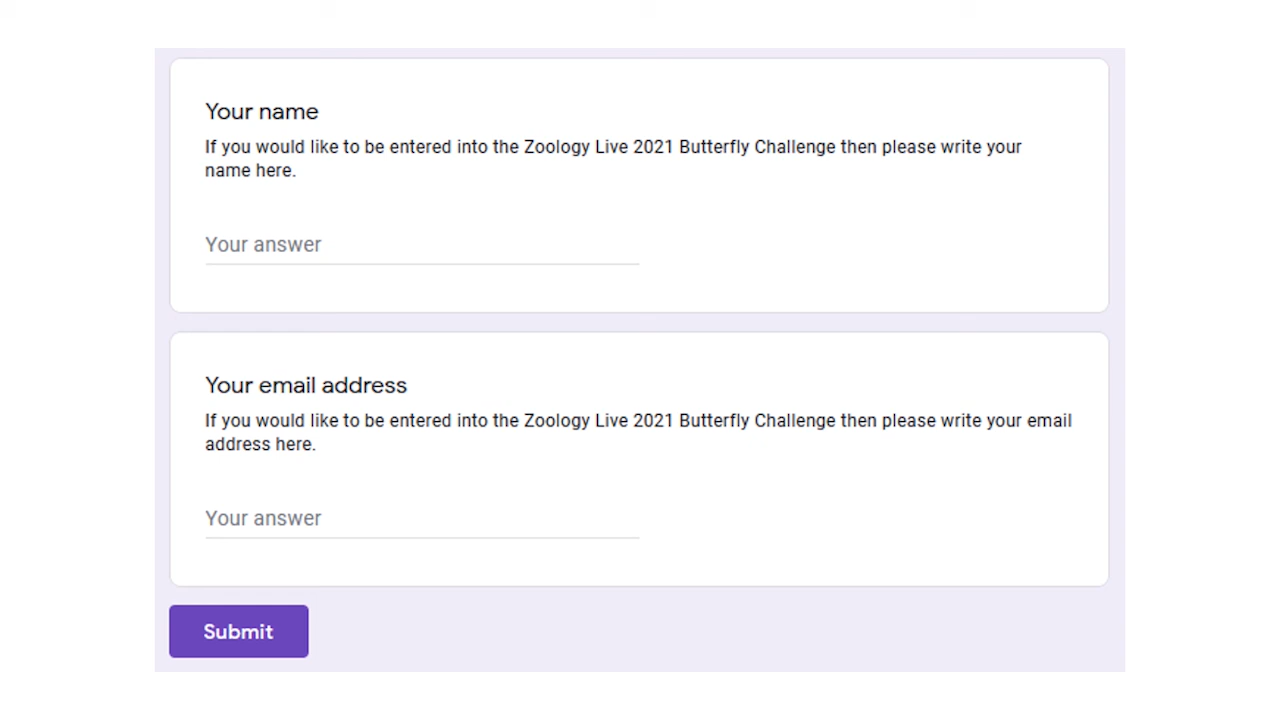 Your name
If you would like to be entered into the Zoology Live 2021 Butterfly Challenge then please write your
name here.
Your answer
Your email address
If you would like to be entered into the Zoology Live 2021 Butterfly Challenge then please write your email
address here.
Your answer
Submit